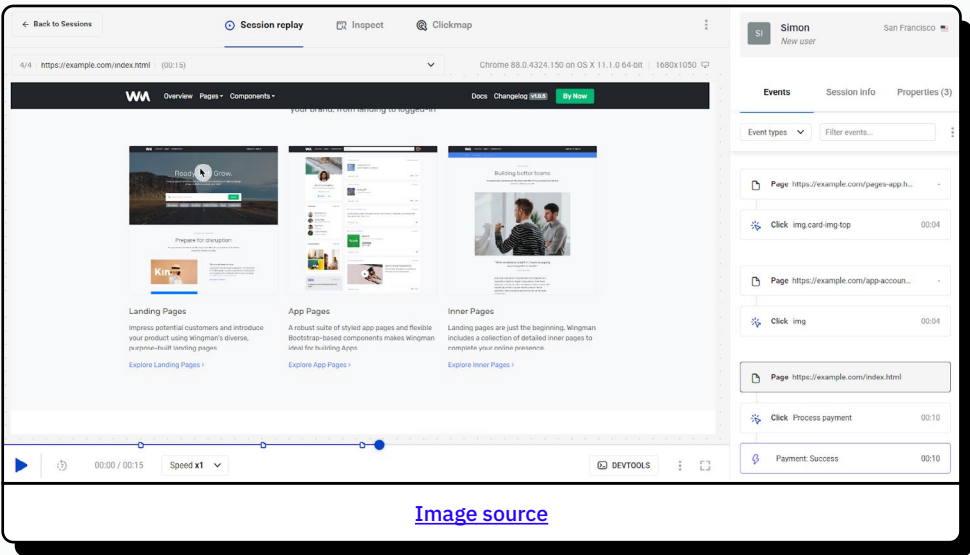 ← Back to Sessions
Session replay
Inspect
Clickmap
4/4 https://example.com/index.html (00:15)
Chrome 88.0.4324.150 on OS X 11.1.0 64-bit 1680x1050
Overview Pages Components
Docs Changelog v1.0.5 By Now
your brand, from landing to logged-in
Ready Grow.
Prepare for disruption
Building better teams
Landing Pages
Impress potential customers and introduce
your product using Wingman's diverse,
purpose-built landing pages
Explore Landing Pages ›
App Pages
A robust suite of styled app pages and flexible
Bootstrap-based components makes Wingman
ideal for building Apps
Explore App Pages ›
Inner Pages
Landing pages are just the beginning. Wingman
includes a collection of detailed inner pages to
complete your online presence
Explore Inner Pages ›
00:00 / 00:15
Speed x1
DEVTOOLS
SI
Simon
New user
San Francisco
Events
Session info
Properties (3)
Event types
Filter events...
Page https://example.com/pages-app.h... -
Click img.card-img-top 00:04
Page https://example.com/app-accoun... -
Click img 00:04
Page https://example.com/index.html
Click Process payment 00:10
Payment: Success 00:10
Image source